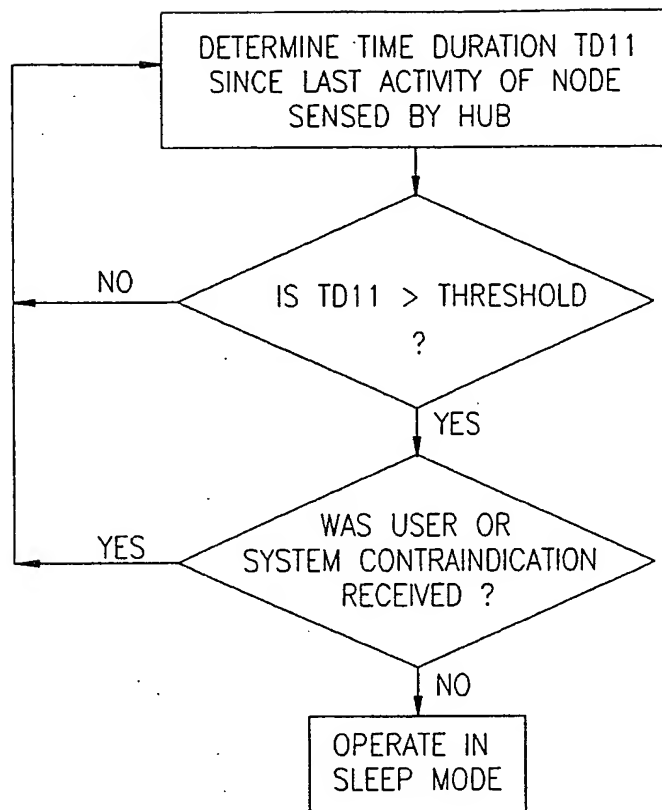 DETERMINE TIME DURATION TD11
SINCE LAST ACTIVITY OF NODE
SENSED BY HUB
NO
IS TD11 > THRESHOLD
?
YES
YES
WAS USER OR
SYSTEM CONTRAINDICATION
RECEIVED ?
NO
OPERATE IN
SLEEP MODE